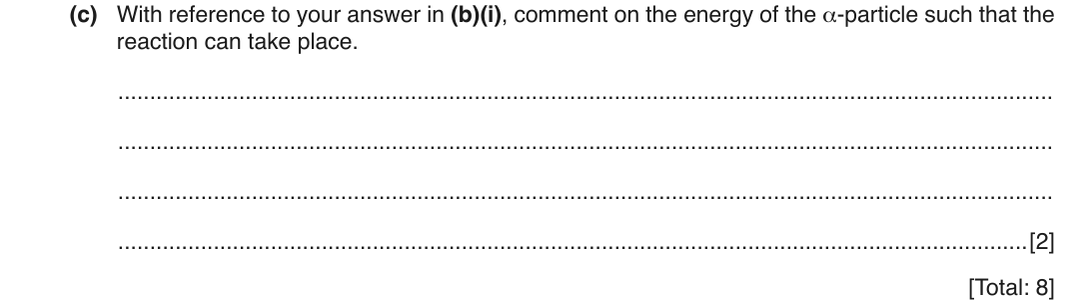 (c) With reference to your answer in (b)(i), comment on the energy of the α-particle such that the
reaction can take place.
..........................................................................................................................................
..........................................................................................................................................
..........................................................................................................................................
......................................................................................................................................[2]
[Total: 8]